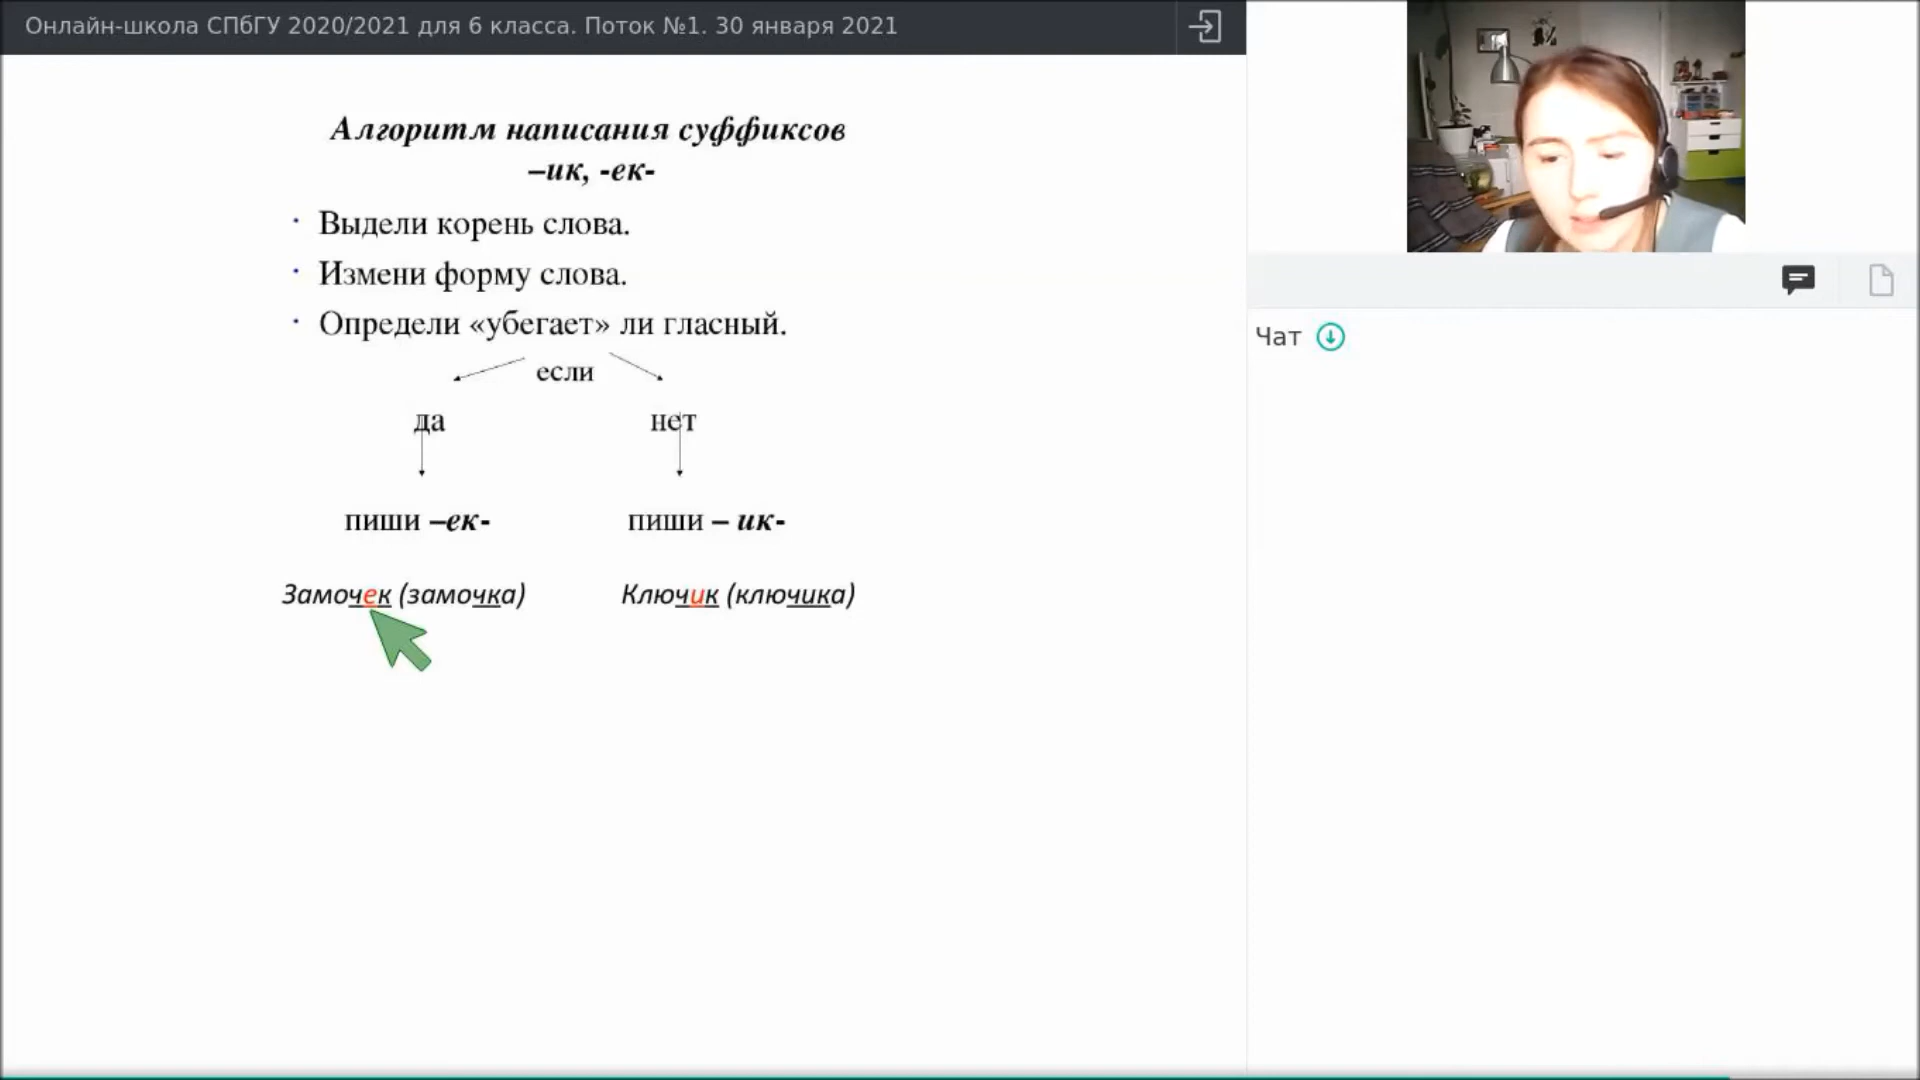 Онлайн-школа СПбГУ 2020/2021 для 6 класса. Поток №1. 30 января 2021
Алгоритм написания суффиксов
–ик, -ек-
· Выдели корень слова.
· Измени форму слова.
· Определи «убегает» ли гласный.
если
да нет
пиши –ек- пиши – ик-
Замочек (замочка) Ключик (ключика)
Чат